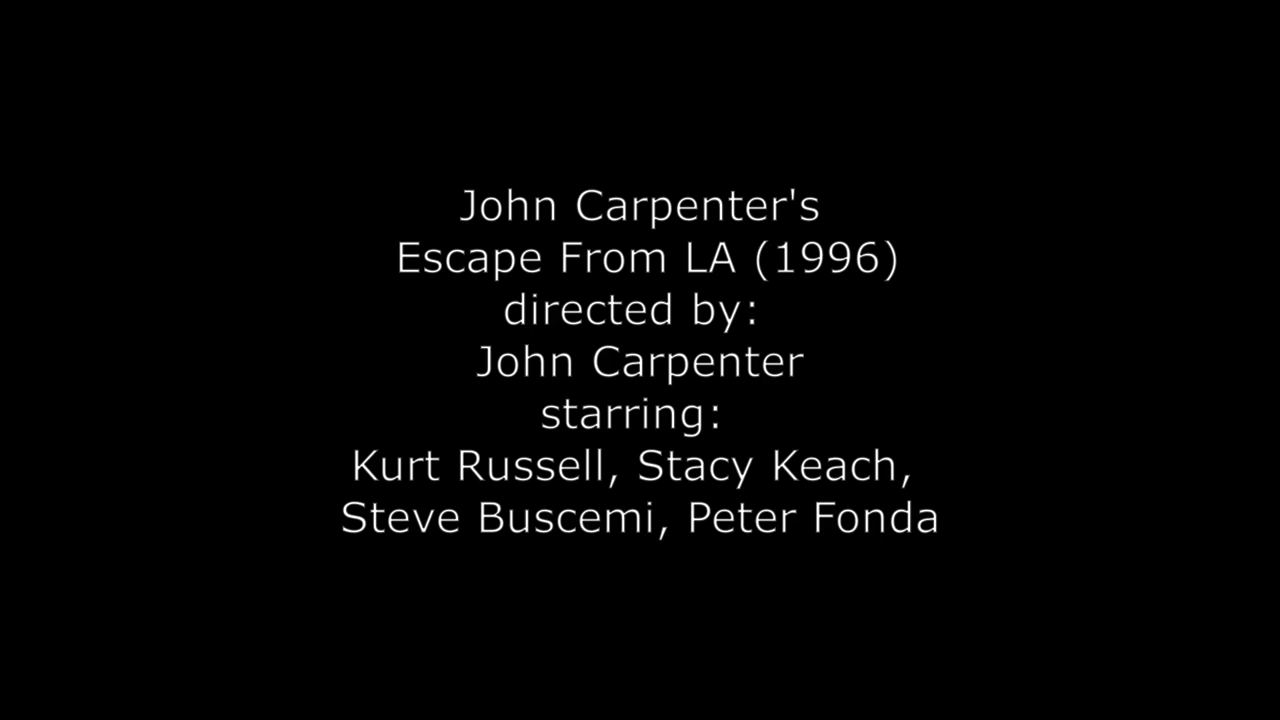 John Carpenter's
Escape From LA (1996)
directed by:
John Carpenter
starring:
Kurt Russell, Stacy Keach,
Steve Buscemi, Peter Fonda